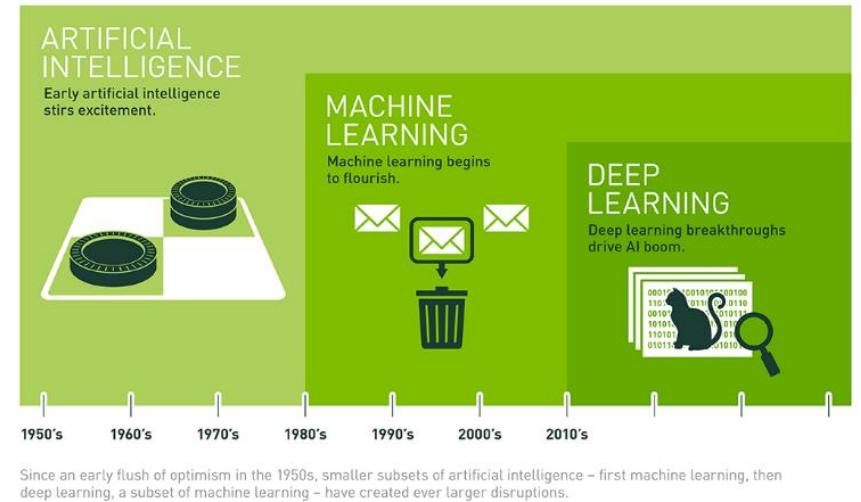 ARTIFICIAL
INTELLIGENCE
Early artificial intelligence
stirs excitement.
MACHINE
LEARNING
Machine learning begins
to flourish.
DEEP
LEARNING
Deep learning breakthroughs
drive AI boom.
1950's
1960's
1970's
1980's
1990's
2000's
2010's
Since an early flush of optimism in the 1950s, smaller subsets of artificial intelligence – first machine learning, then
deep learning, a subset of machine learning – have created ever larger disruptions.